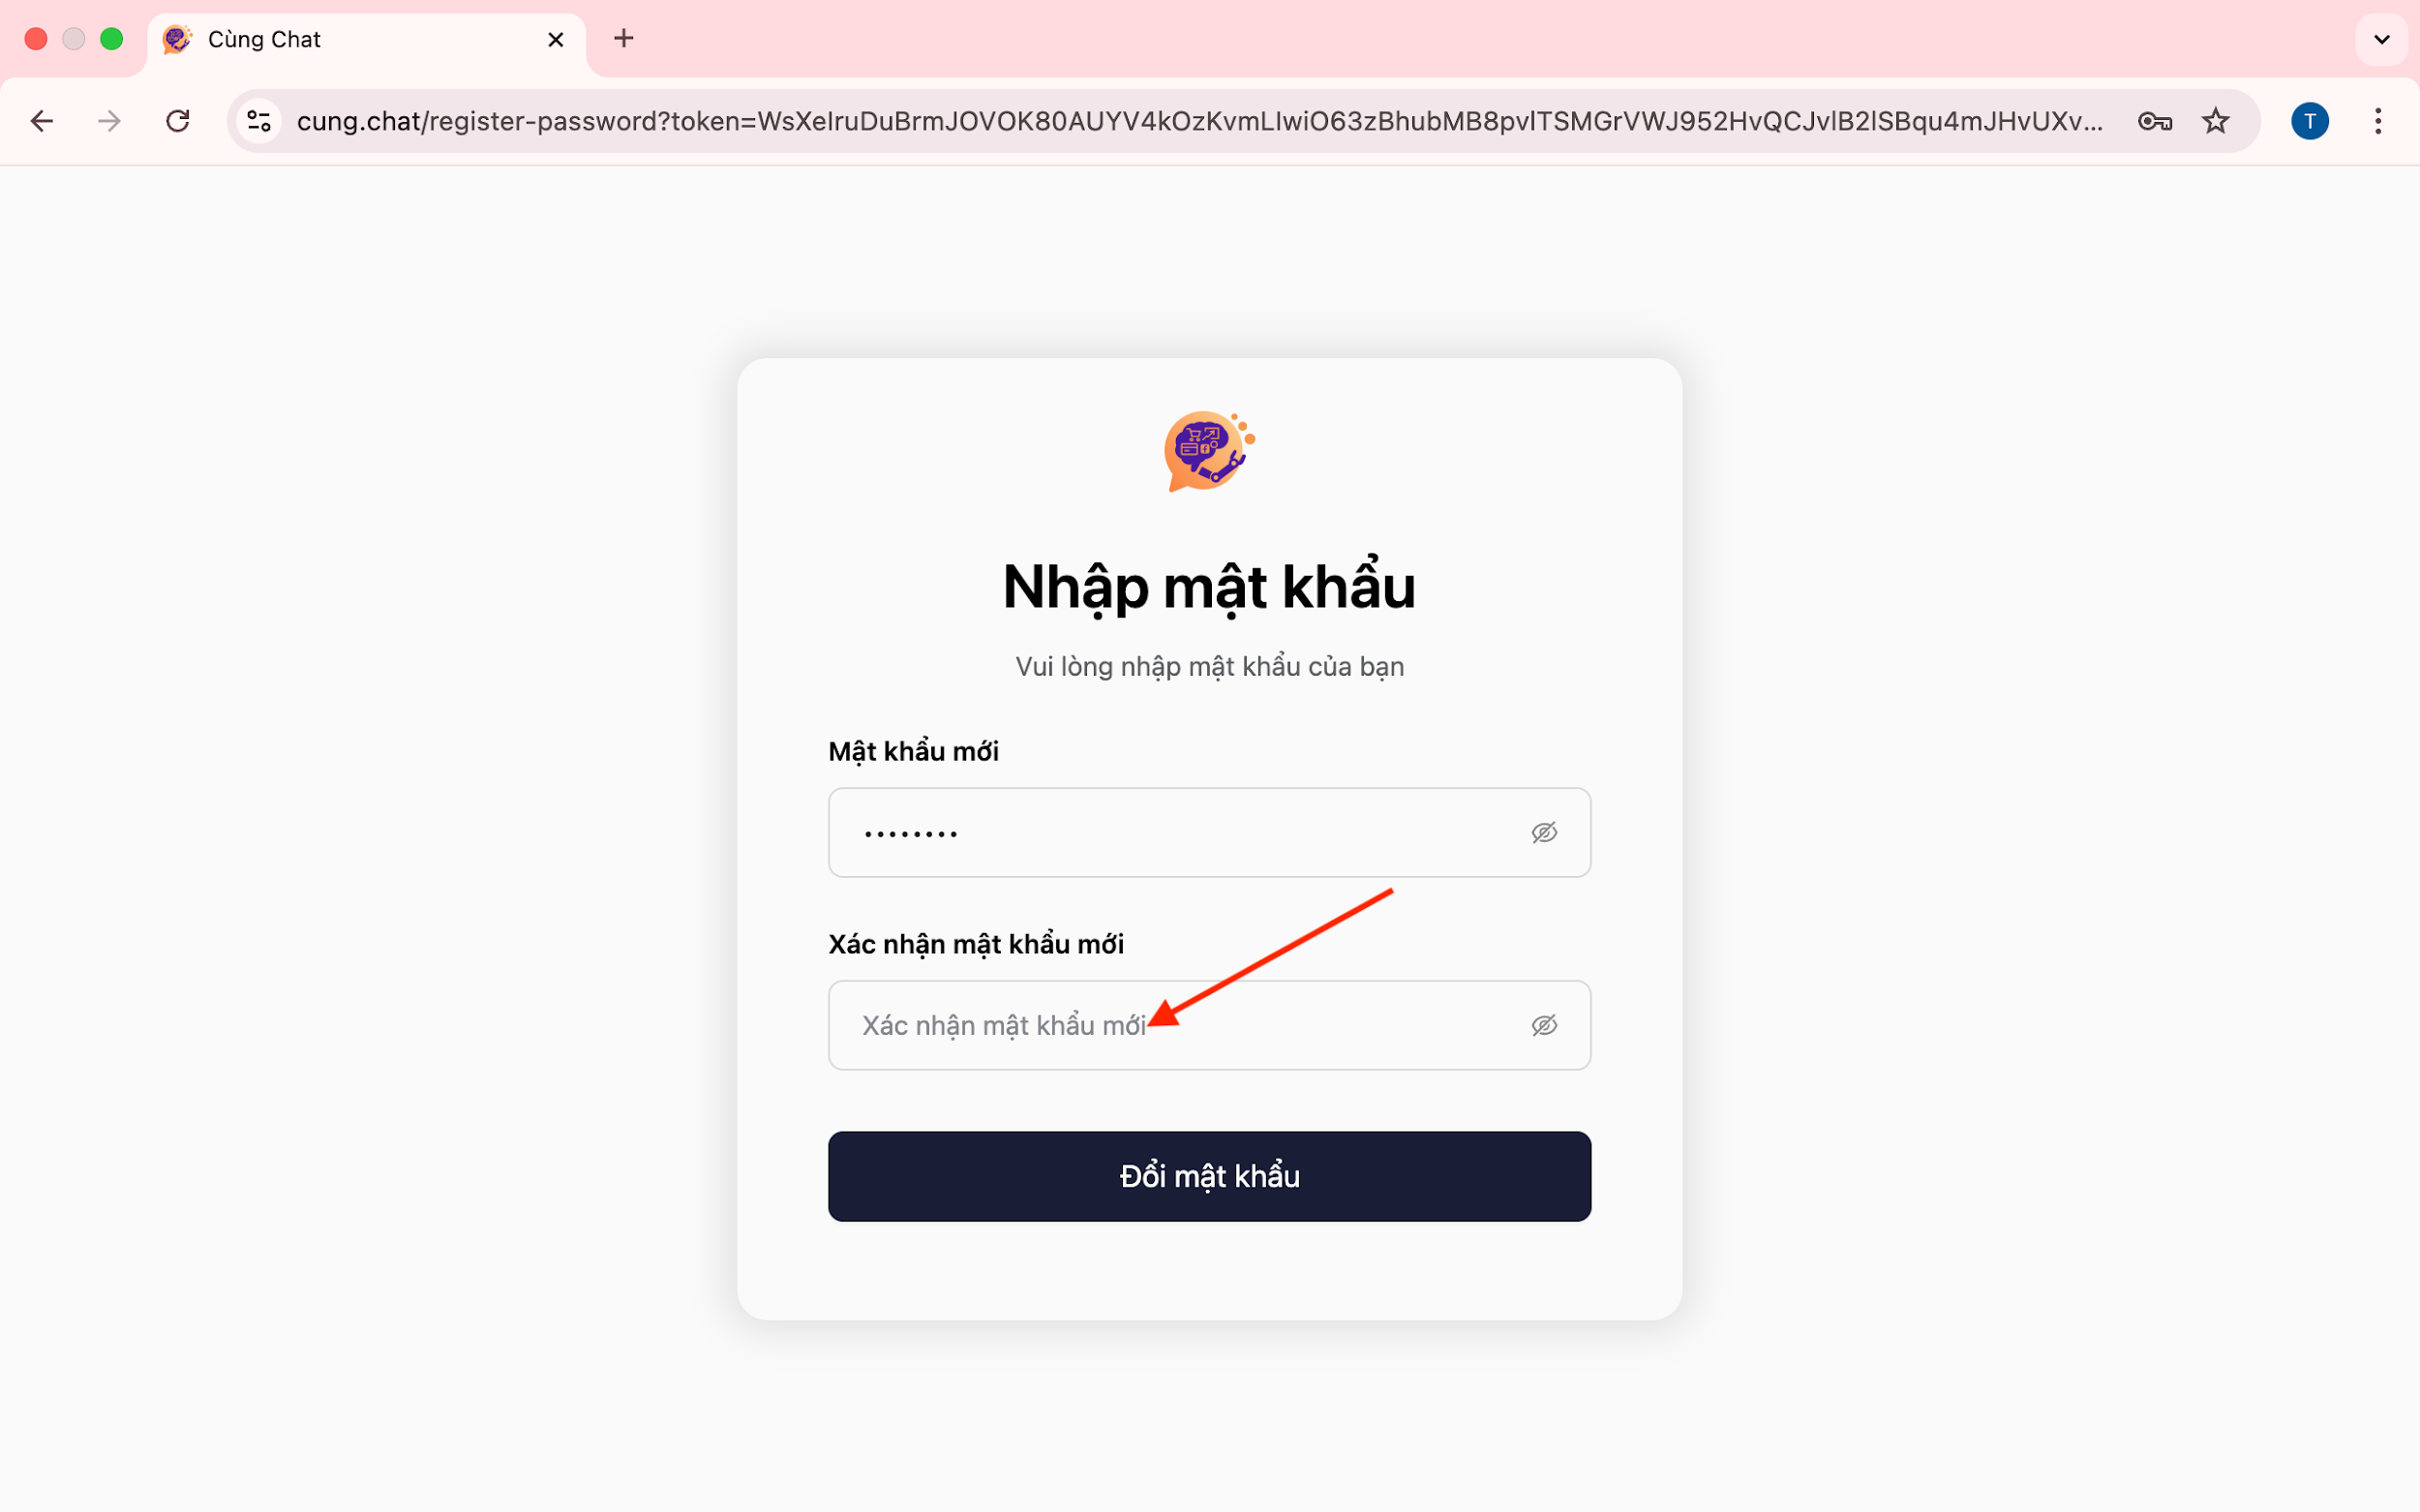 Cùng Chat
cung.chat/register-password?token=WsXeIruDuBrmJOVOK80AUYV4kOzKvmLIwiO63zBhubMB8pvlTSMGrVWJ952HvQCJvlB2lSBqu4mJHvUXv...
T
Nhập mật khẩu
Vui lòng nhập mật khẩu của bạn
Mật khẩu mới
••••••••
Xác nhận mật khẩu mới
Xác nhận mật khẩu mới
Đổi mật khẩu